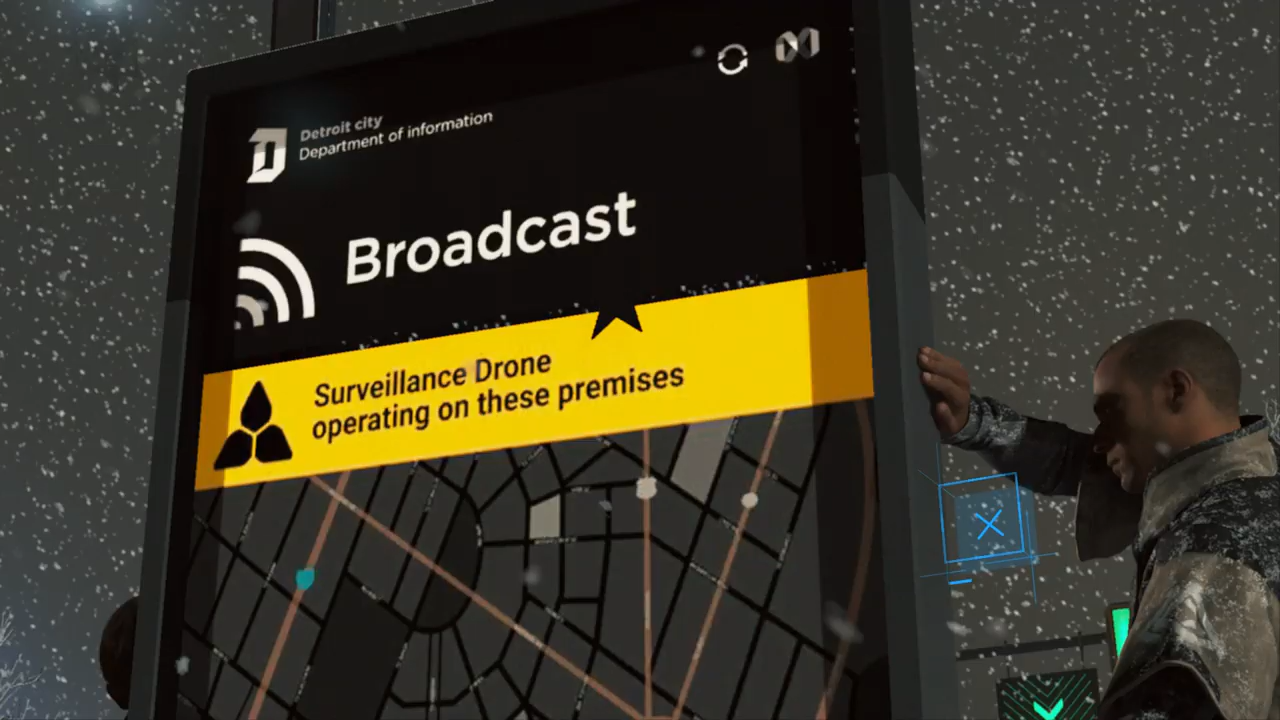 Detroit city
Department of information
Broadcast
Surveillance Drone
operating on these premises